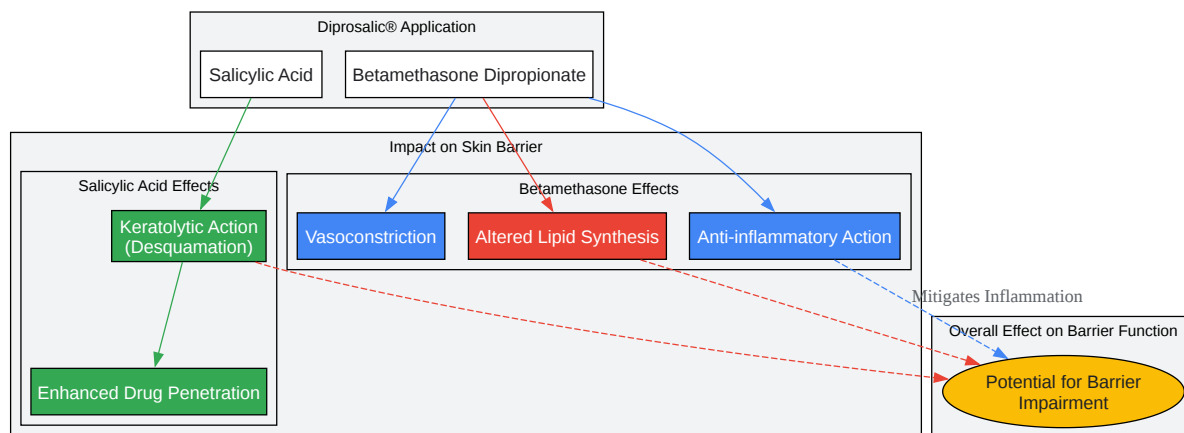 Diprosalic® Application
Salicylic Acid
Betamethasone Dipropionate
Impact on Skin Barrier
Salicylic Acid Effects
Betamethasone Effects
Keratolytic Action
(Desquamation)
Vasoconstriction
Altered Lipid Synthesis
Anti-inflammatory Action
Mitigates Inflammation
Overall Effect on Barrier Function
Enhanced Drug Penetration
Potential for Barrier
Impairment